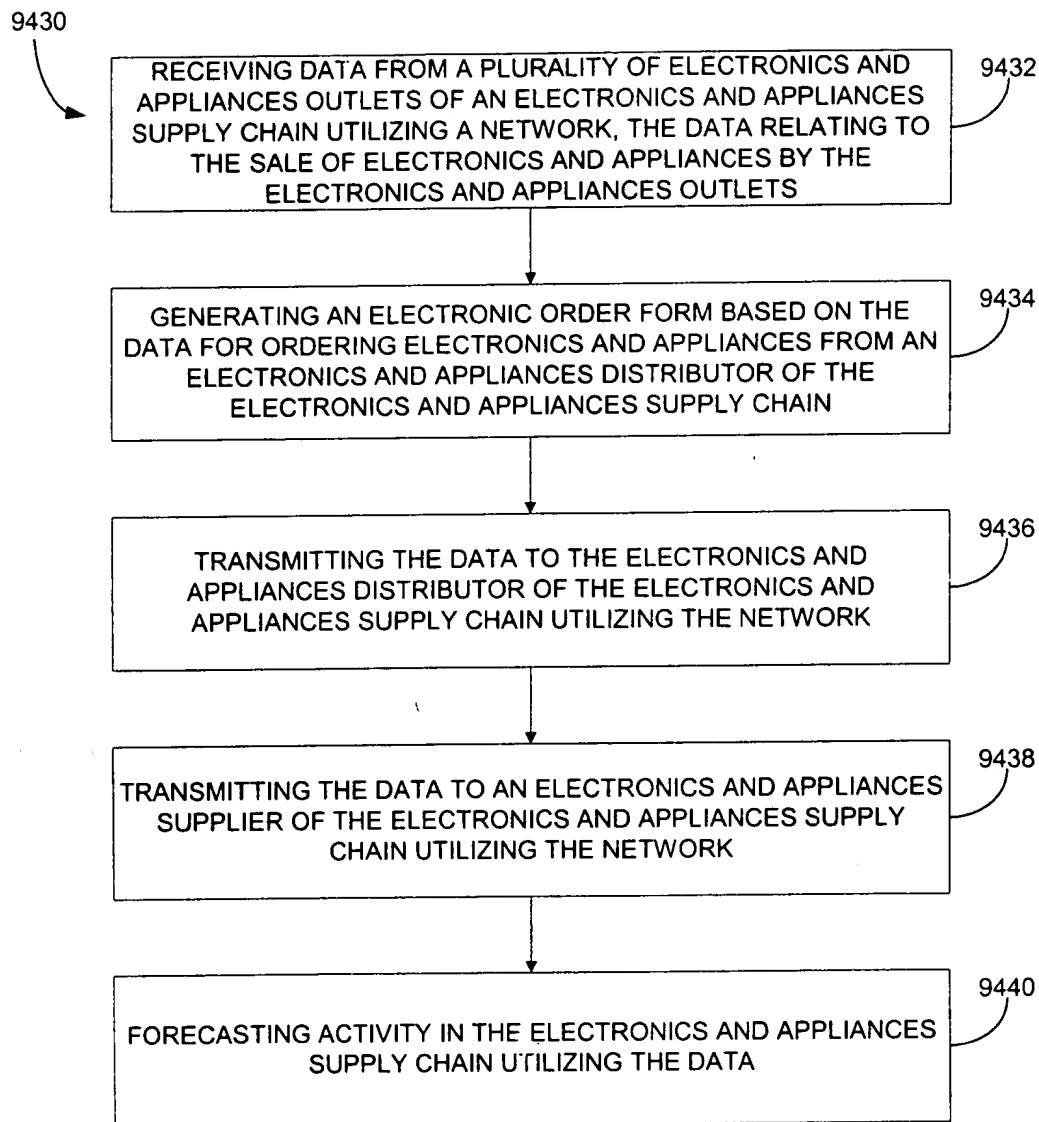 9430
RECEIVING DATA FROM A PLURALITY OF ELECTRONICS AND
APPLIANCES OUTLETS OF AN ELECTRONICS AND APPLIANCES
SUPPLY CHAIN UTILIZING A NETWORK, THE DATA RELATING TO
THE SALE OF ELECTRONICS AND APPLIANCES BY THE
ELECTRONICS AND APPLIANCES OUTLETS
9432
GENERATING AN ELECTRONIC ORDER FORM BASED ON THE
DATA FOR ORDERING ELECTRONICS AND APPLIANCES FROM AN
ELECTRONICS AND APPLIANCES DISTRIBUTOR OF THE
ELECTRONICS AND APPLIANCES SUPPLY CHAIN
9434
TRANSMITTING THE DATA TO THE ELECTRONICS AND
APPLIANCES DISTRIBUTOR OF THE ELECTRONICS AND
APPLIANCES SUPPLY CHAIN UTILIZING THE NETWORK
9436
TRANSMITTING THE DATA TO AN ELECTRONICS AND APPLIANCES
SUPPLIER OF THE ELECTRONICS AND APPLIANCES SUPPLY
CHAIN UTILIZING THE NETWORK
9438
FORECASTING ACTIVITY IN THE ELECTRONICS AND APPLIANCES
SUPPLY CHAIN UTILIZING THE DATA
9440